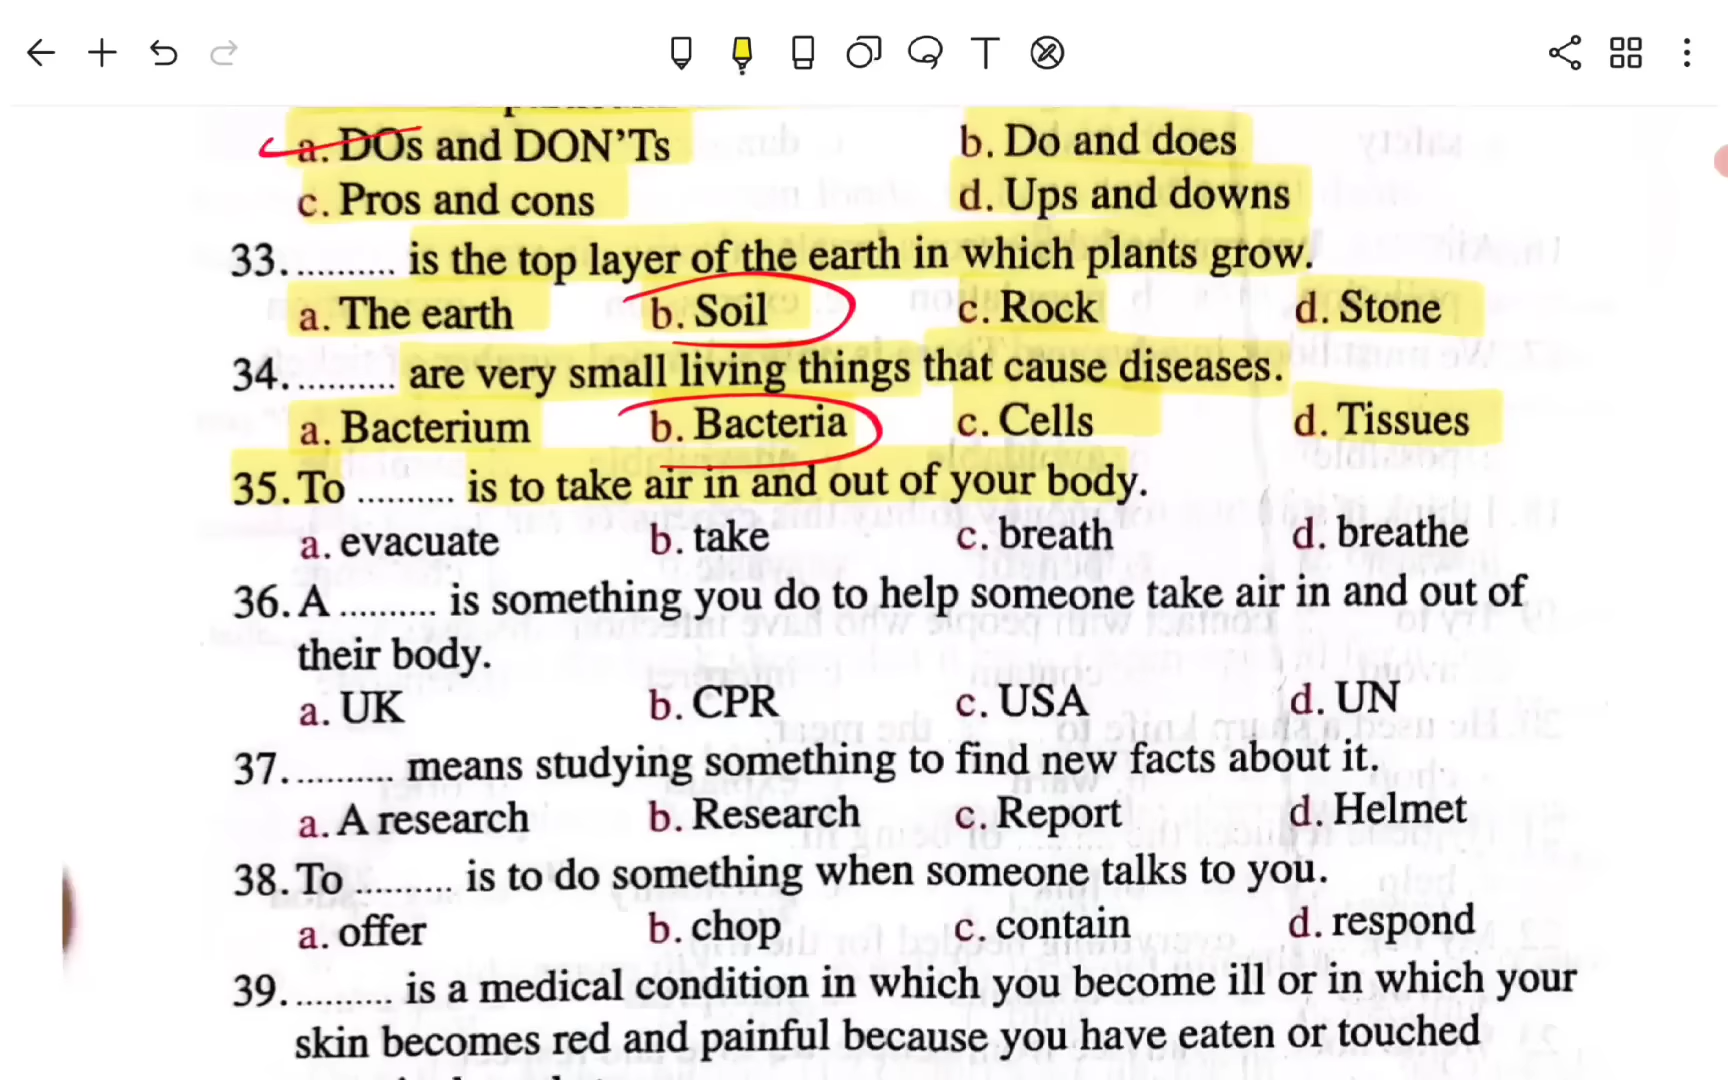 a. DOs and DON'Ts b. Do and does
c. Pros and cons d. Ups and downs
33. .......... is the top layer of the earth in which plants grow.
a. The earth b. Soil c. Rock d. Stone
34. .......... are very small living things that cause diseases.
a. Bacterium b. Bacteria c. Cells d. Tissues
35. To .......... is to take air in and out of your body.
a. evacuate b. take c. breath d. breathe
36. A .......... is something you do to help someone take air in and out of
their body.
a. UK b. CPR c. USA d. UN
37. .......... means studying something to find new facts about it.
a. A research b. Research c. Report d. Helmet
38. To .......... is to do something when someone talks to you.
a. offer b. chop c. contain d. respond
39. .......... is a medical condition in which you become ill or in which your
skin becomes red and painful because you have eaten or touched